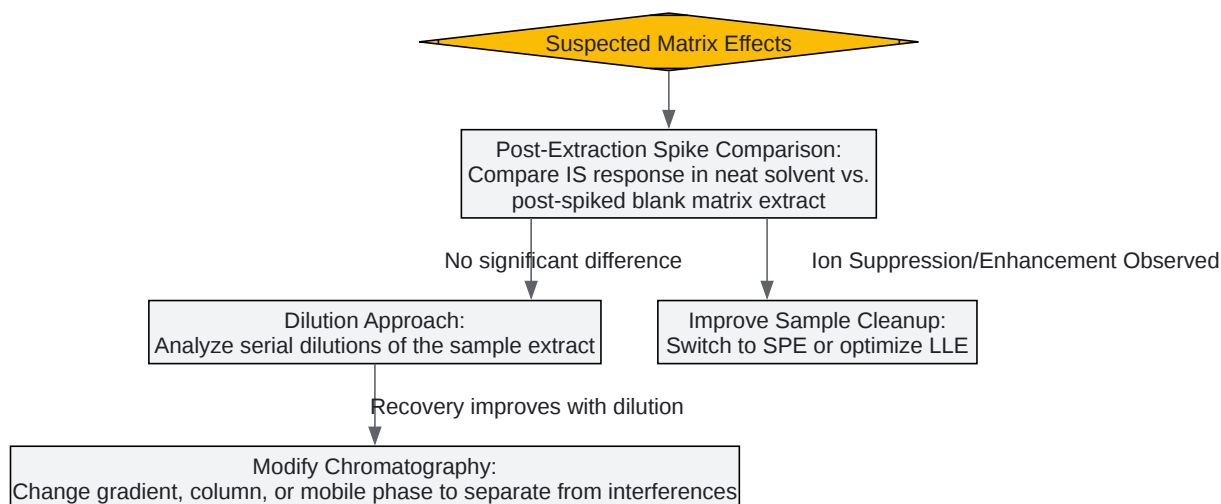 Suspected Matrix Effects
Post-Extraction Spike Comparison:
Compare IS response in neat solvent vs.
post-spiked blank matrix extract
No significant difference
Ion Suppression/Enhancement Observed
Dilution Approach:
Analyze serial dilutions of the sample extract
Improve Sample Cleanup:
Switch to SPE or optimize LLE
Recovery improves with dilution
Modify Chromatography:
Change gradient, column, or mobile phase to separate from interferences